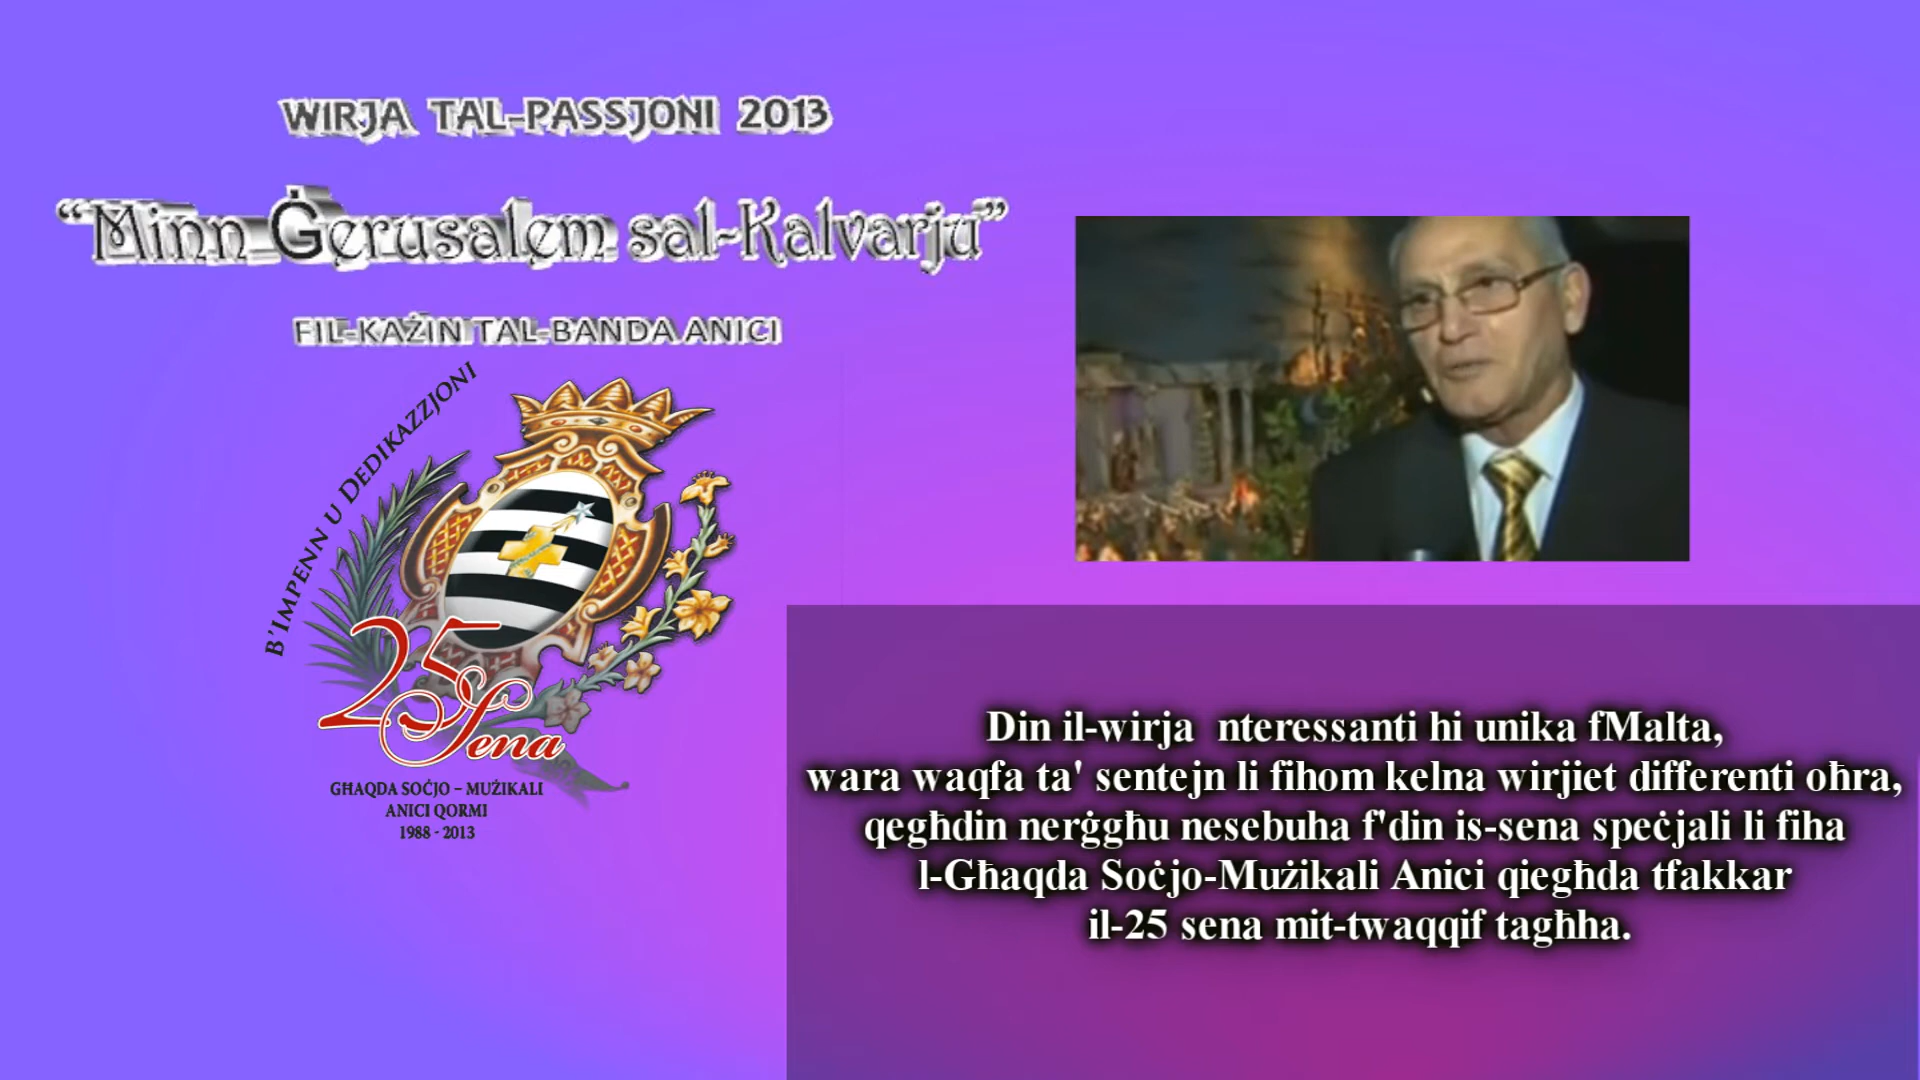 WIRJA TAL-PASSJONI 2013
“Minn Ġerusalem sal-Kalvarju”
FIL-KAŻIN TAL-BANDA ANICI
B'IMPENN U DEDIKAZZJONI
25 Sena
GĦAQDA SOĊJO – MUŻIKALI
ANICI QORMI
1988 - 2013
Din il-wirja nteressanti hi unika fMalta,
wara waqfa ta' sentejn li fihom kelna wirjiet differenti oħra,
qegħdin nerġgħu nesebuha f'din is-sena speċjali li fiha
l-Għaqda Soċjo-Mużikali Anici qiegħda tfakkar
il-25 sena mit-twaqqif tagħha.